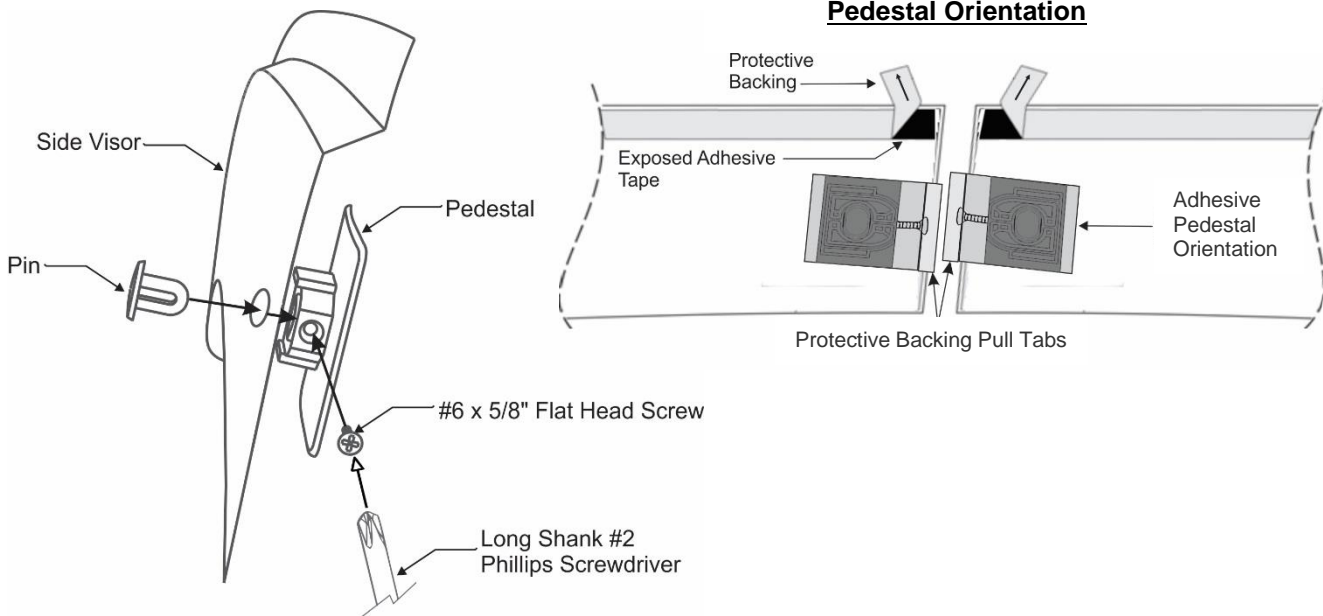 Pedestal Orientation
Side Visor
Pedestal
Pin
#6 x 5/8" Flat Head Screw
Long Shank #2
Phillips Screwdriver
Protective
Backing
Exposed Adhesive
Tape
Adhesive
Pedestal
Orientation
Protective Backing Pull Tabs